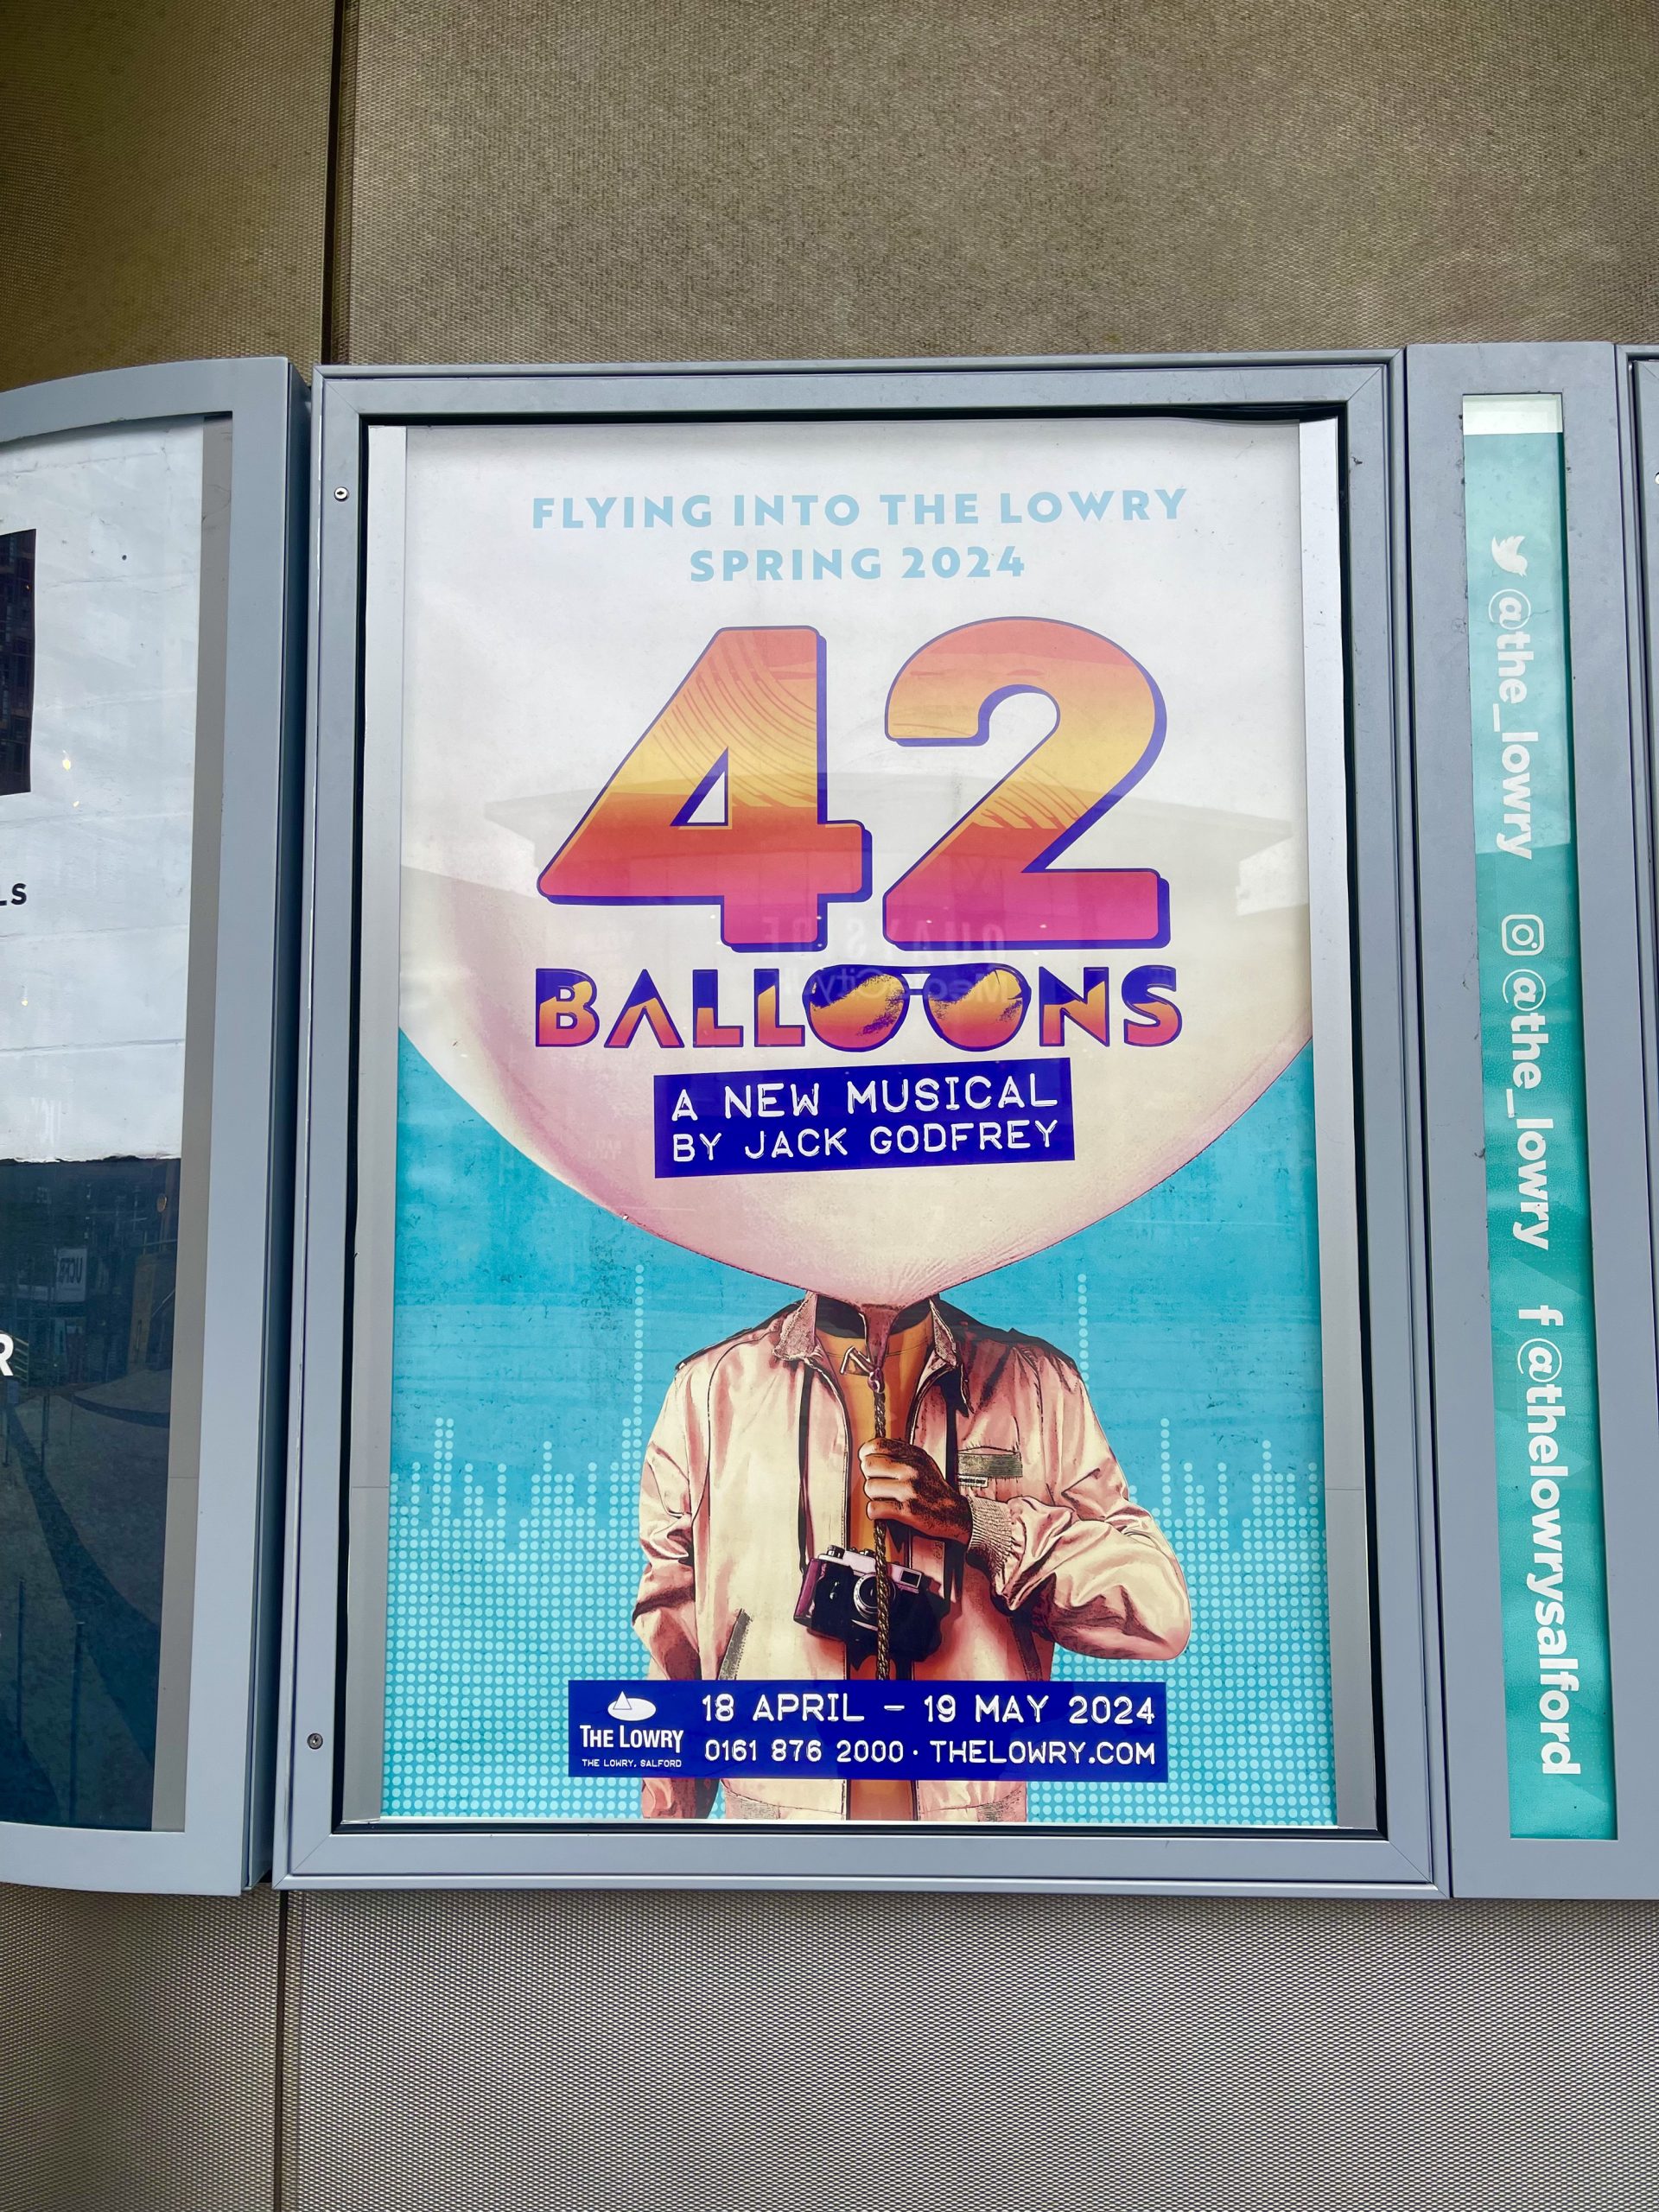 FLYING INTO THE LOWRY
SPRING 2024
42
BALLOONS
A NEW MUSICAL
BY JACK GODFREY
THE LOWRY
THE LOWRY, SALFORD
18 APRIL – 19 MAY 2024
0161 876 2000 · THELOWRY.COM
@the_lowry @the_lowry f @thelowrysalford